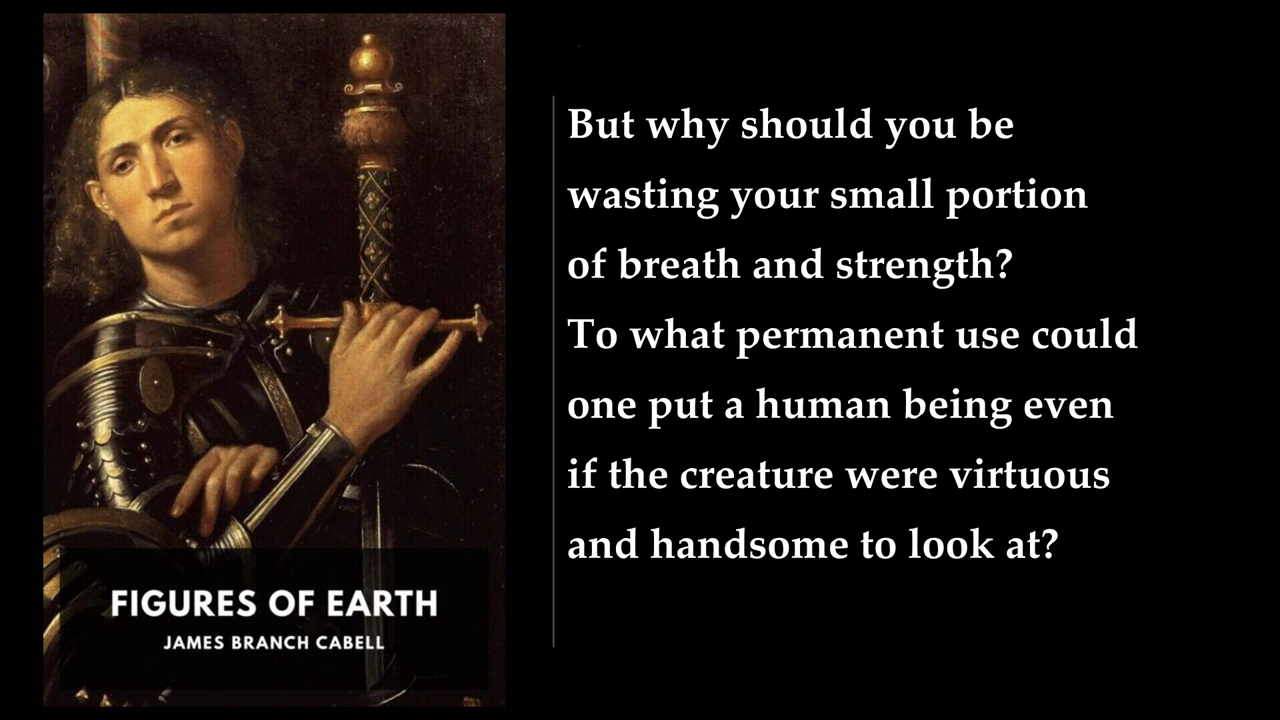 FIGURES OF EARTH
JAMES BRANCH CABELL
But why should you be
wasting your small portion
of breath and strength?
To what permanent use could
one put a human being even
if the creature were virtuous
and handsome to look at?